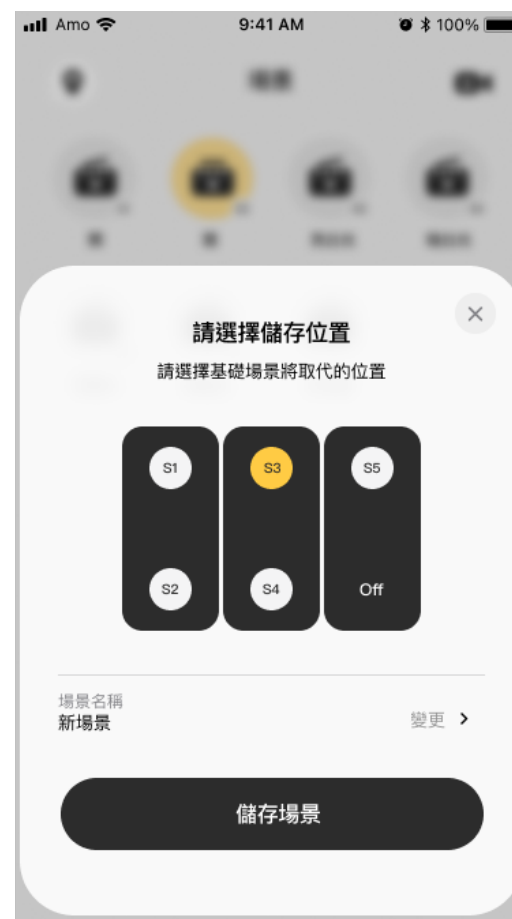 Amo 9:41 AM 100%
請選擇儲存位置
請選擇基礎場景將取代的位置
S1 S3 S5
S2 S4 Off
場景名稱
新場景 變更
儲存場景